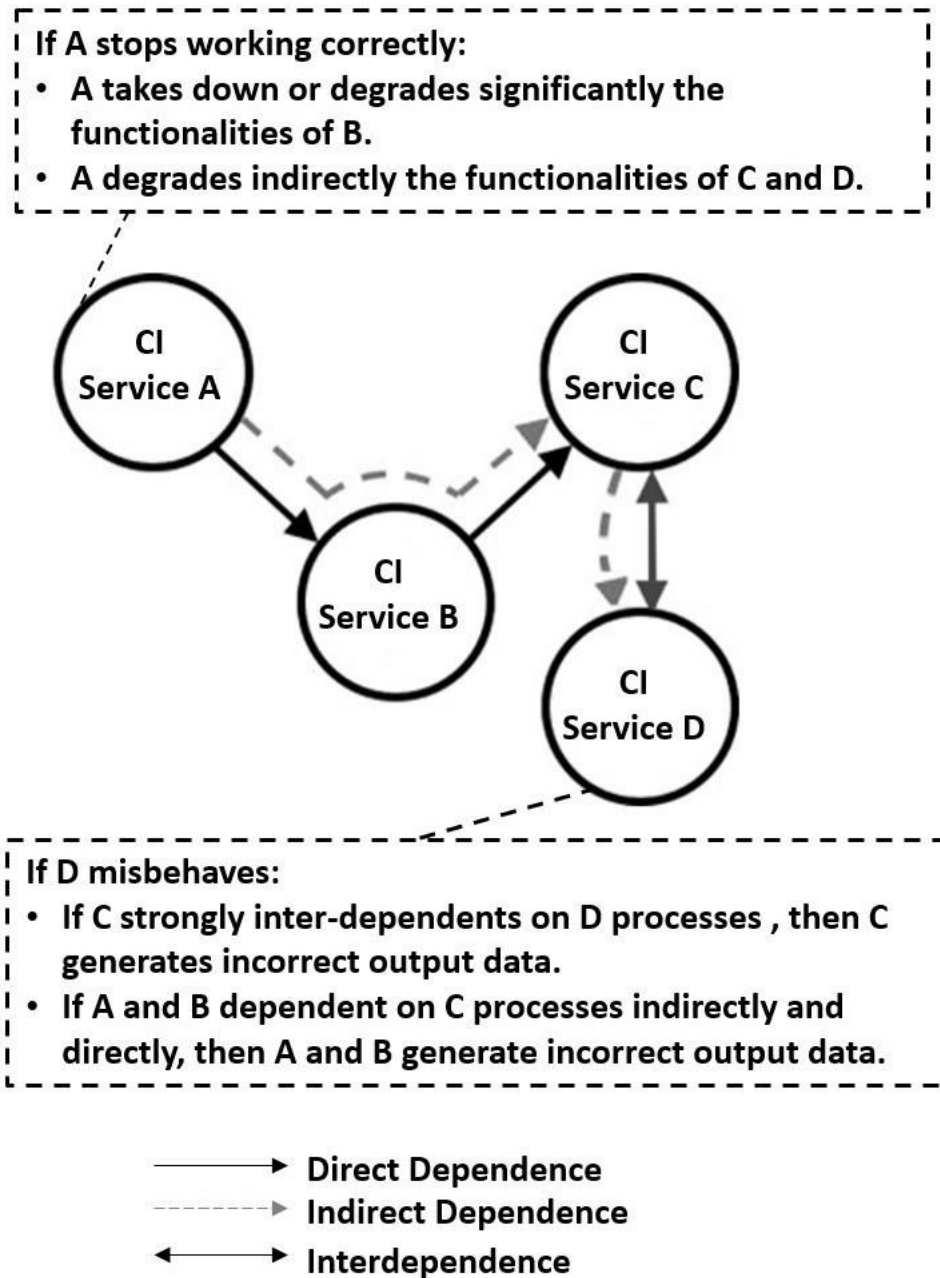 If A stops working correctly:
• A takes down or degrades significantly the
functionalities of B.
• A degrades indirectly the functionalities of C and D.
CI
Service A
CI
Service C
CI
Service B
CI
Service D
If D misbehaves:
• If C strongly inter-dependents on D processes , then C
generates incorrect output data.
• If A and B dependent on C processes indirectly and
directly, then A and B generate incorrect output data.
Direct Dependence
Indirect Dependence
Interdependence